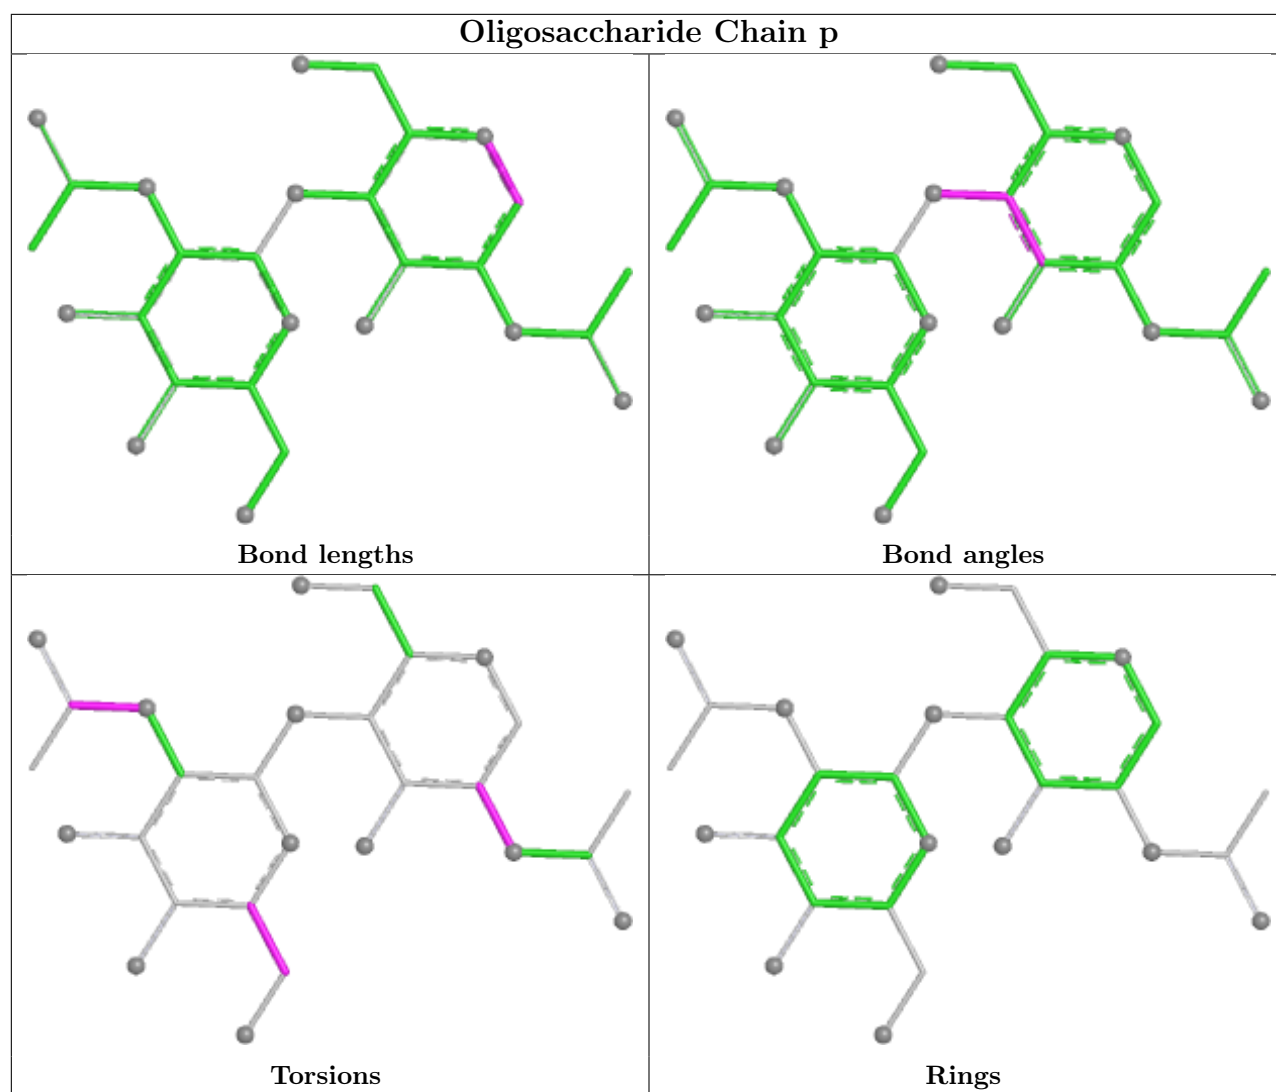 Oligosaccharide Chain p
Bond lengths
Bond angles
Torsions
Rings